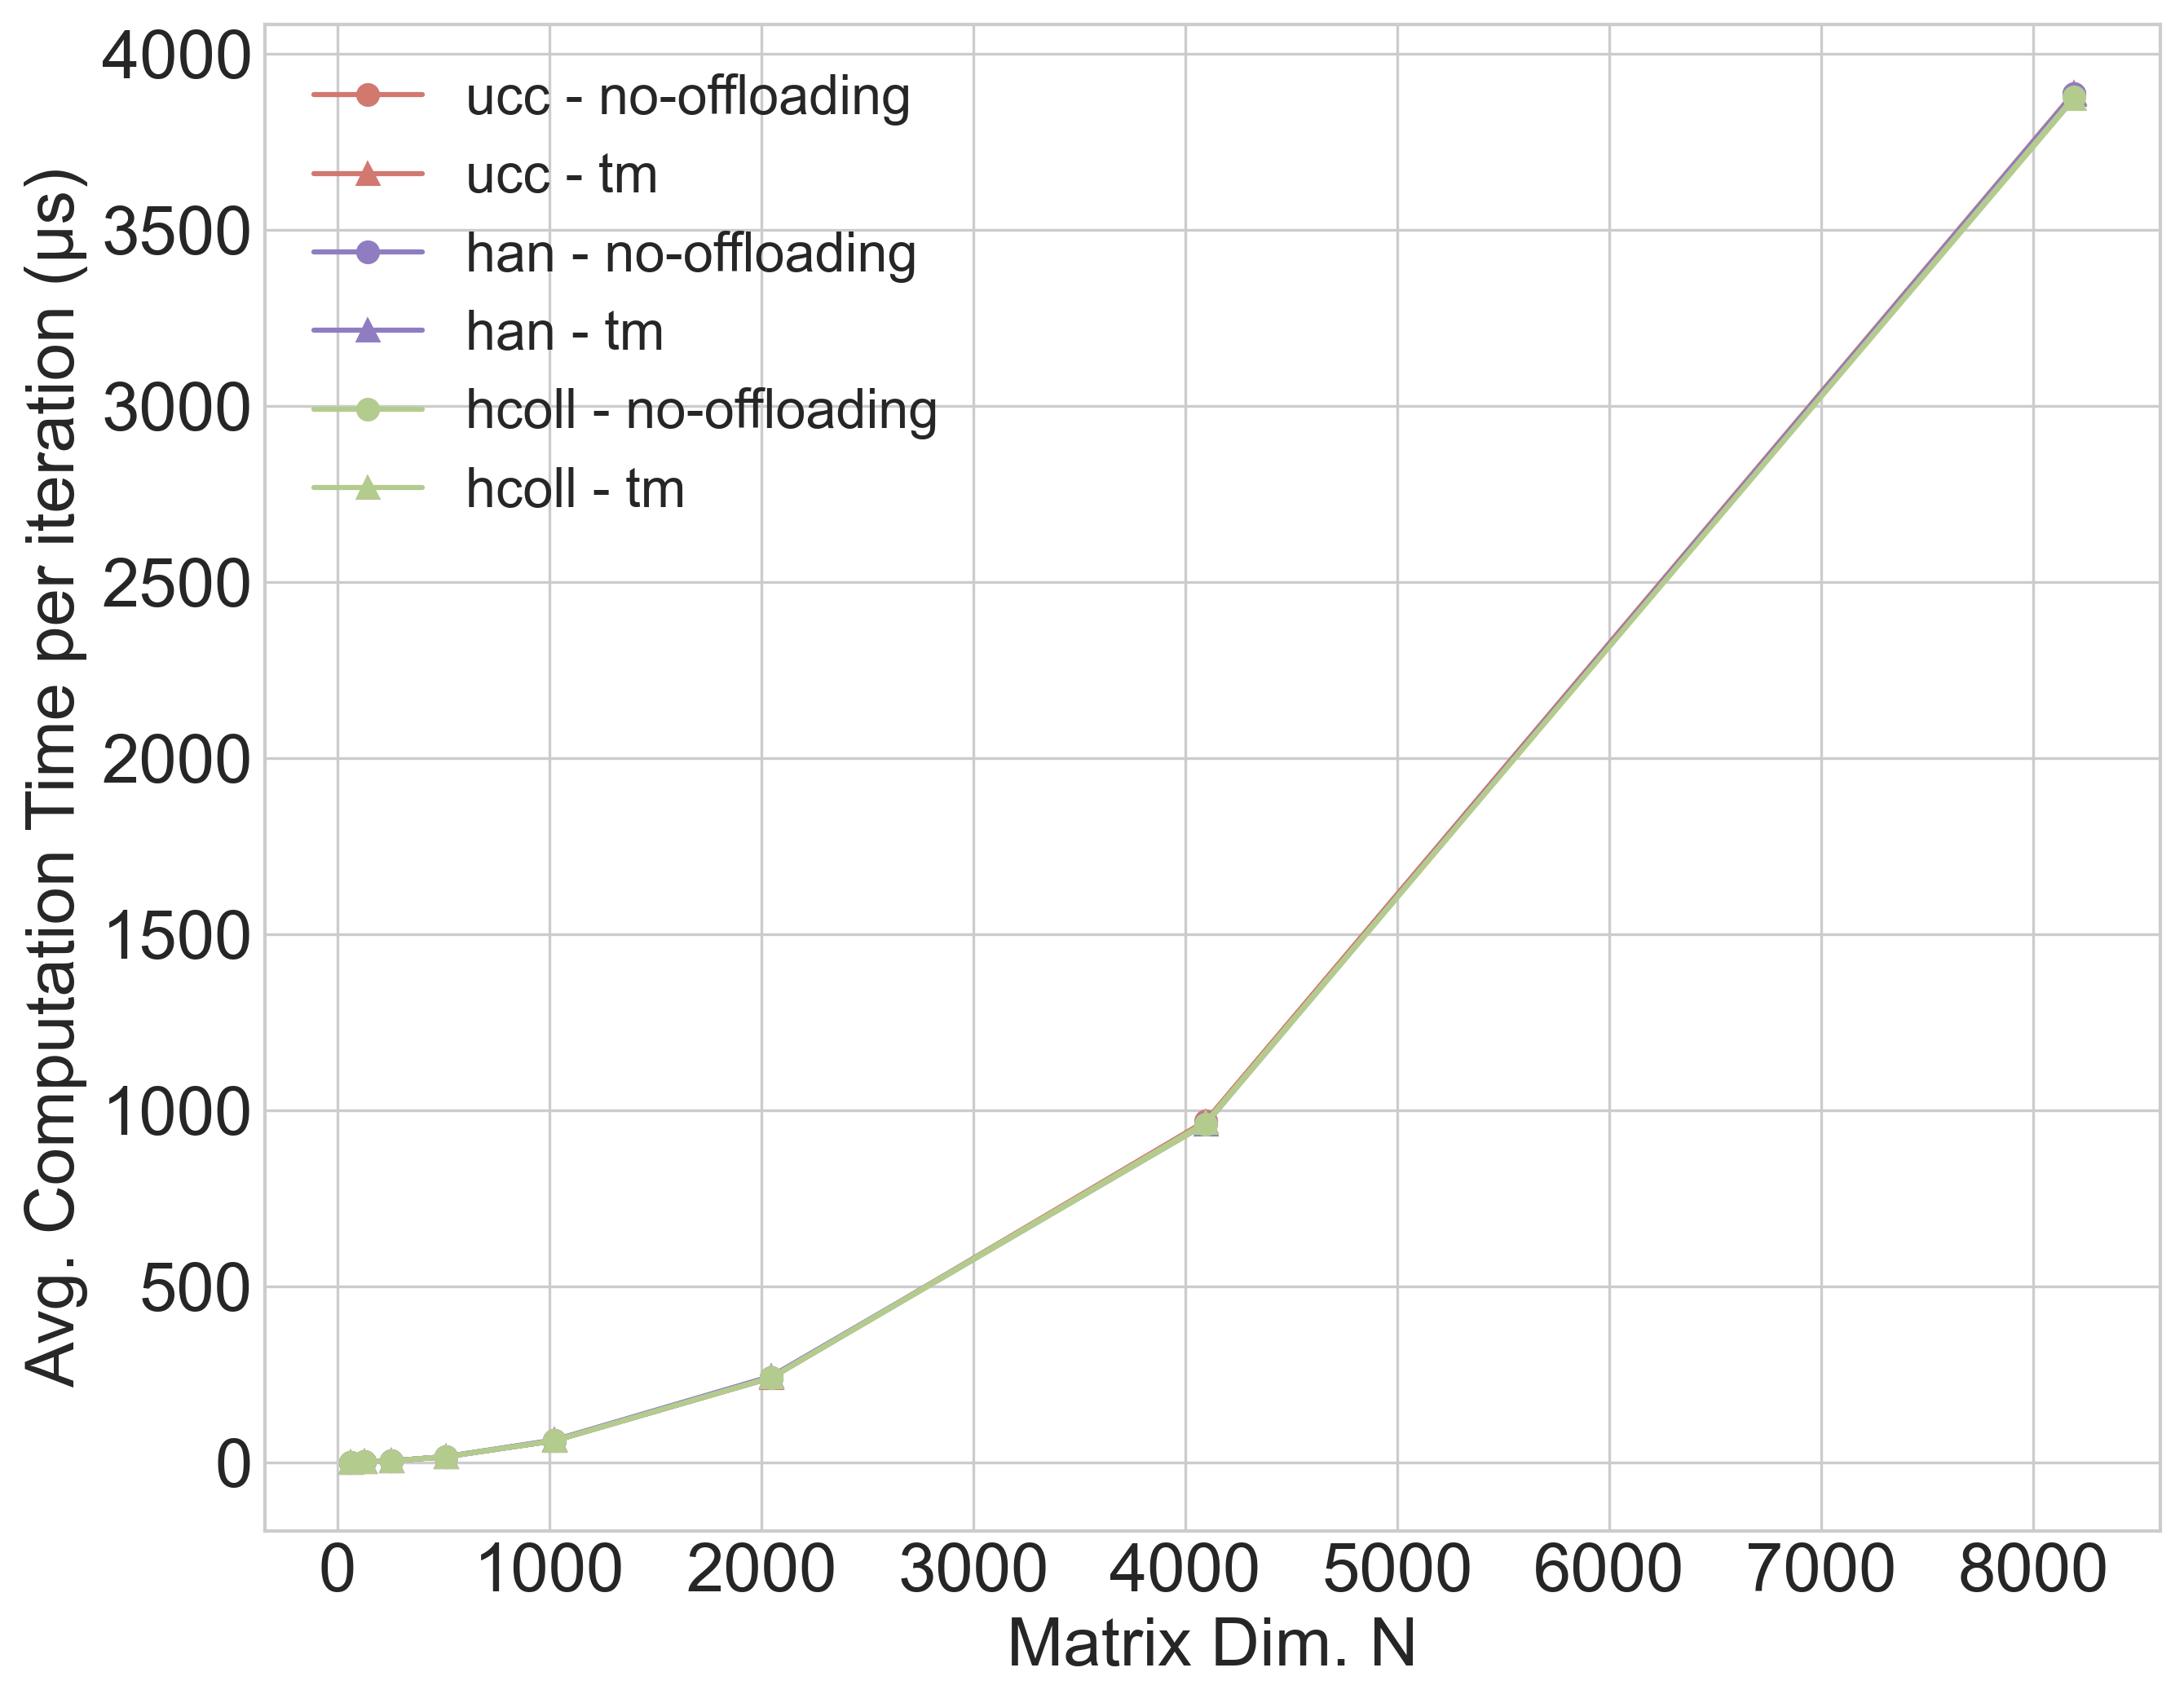 4000
3500
3000
2500
2000
1500
1000
500
0
Avg. Computation Time per iteration (µs)
ucc - no-offloading
ucc - tm
han - no-offloading
han - tm
hcoll - no-offloading
hcoll - tm
0 1000 2000 3000 4000 5000 6000 7000 8000
Matrix Dim. N